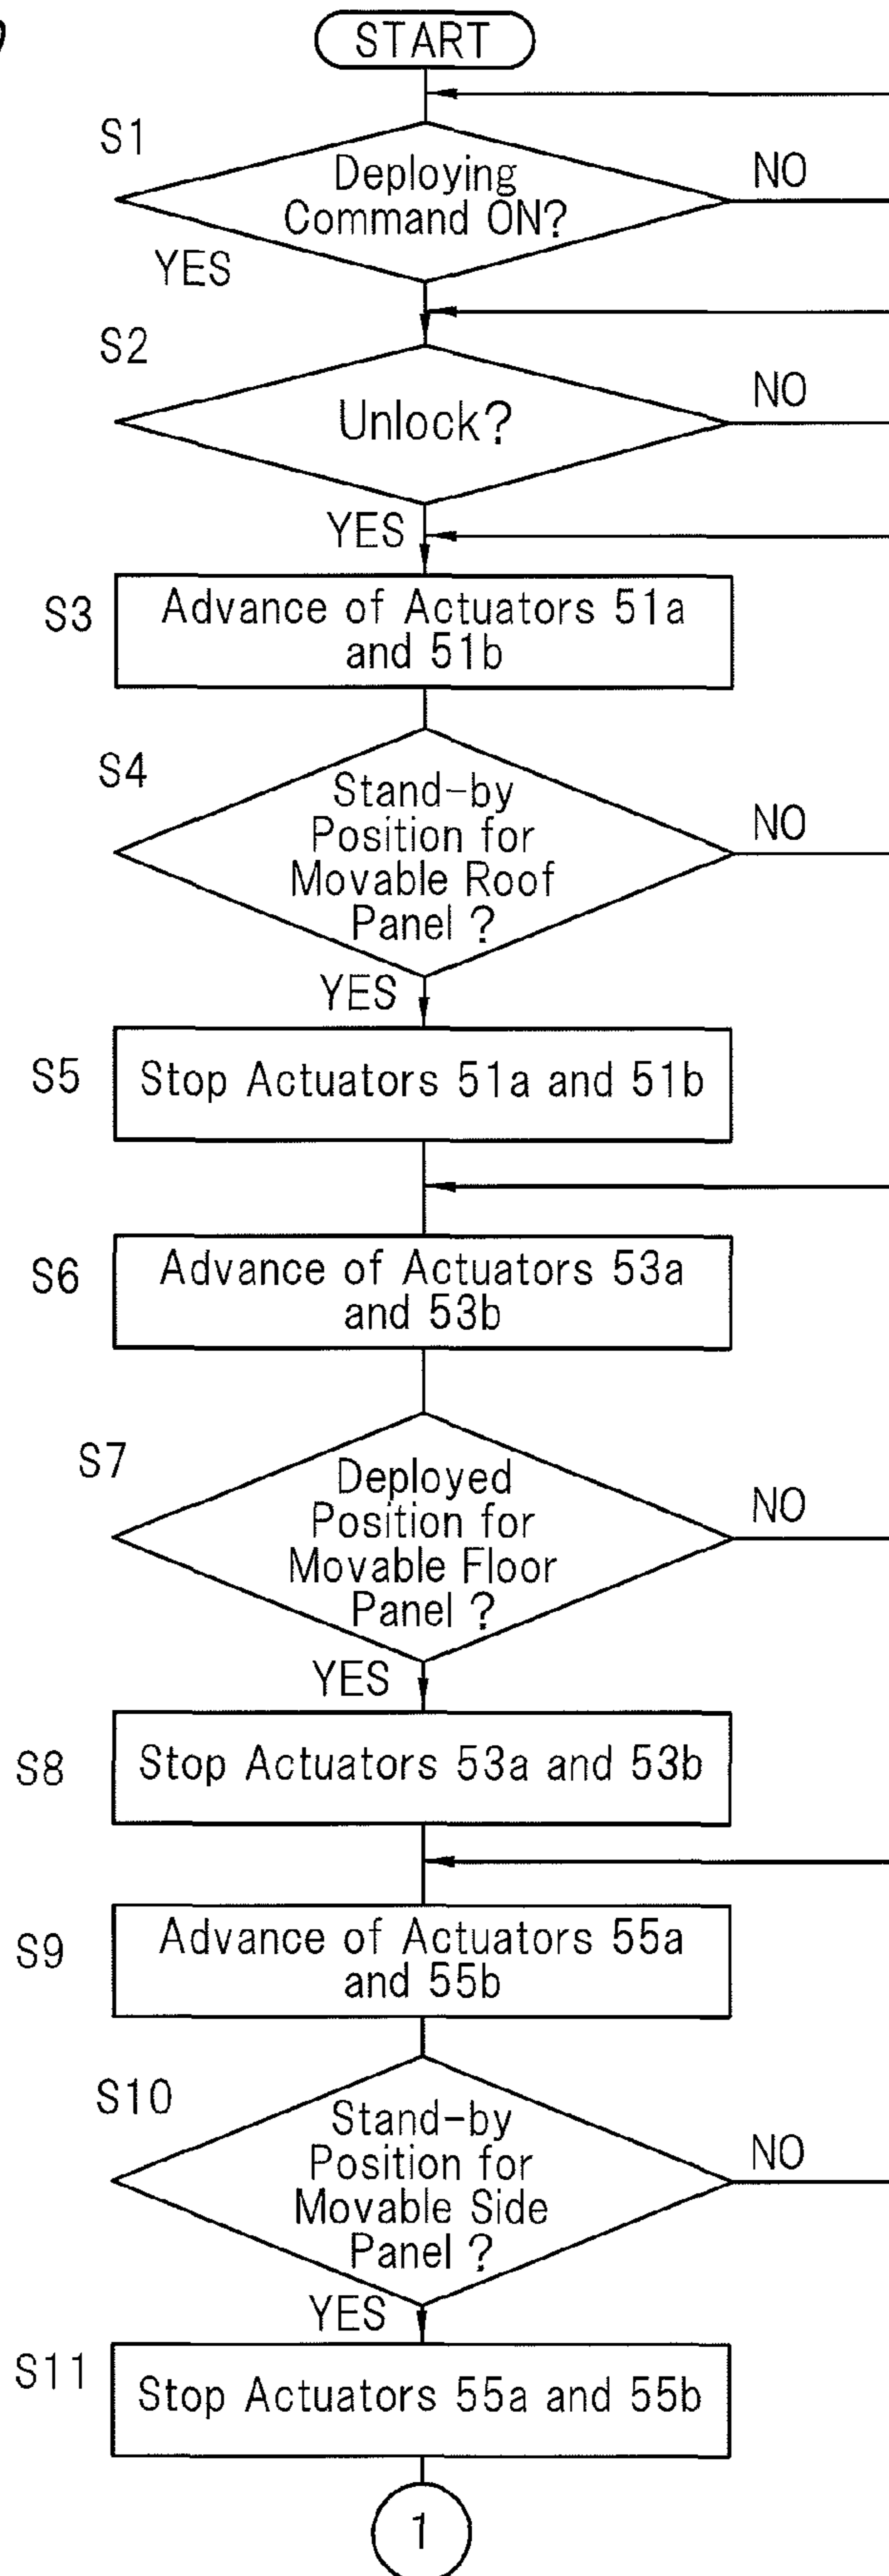 START
S1
Deploying
Command ON?
NO
YES
S2
Unlock?
NO
YES
S3
Advance of Actuators 51a
and 51b
S4
Stand-by
Position for
Movable Roof
Panel ?
NO
YES
S5
Stop Actuators 51a and 51b
S6
Advance of Actuators 53a
and 53b
S7
Deployed
Position for
Movable Floor
Panel ?
NO
YES
S8
Stop Actuators 53a and 53b
S9
Advance of Actuators 55a
and 55b
S10
Stand-by
Position for
Movable Side
Panel ?
NO
YES
S11
Stop Actuators 55a and 55b
1